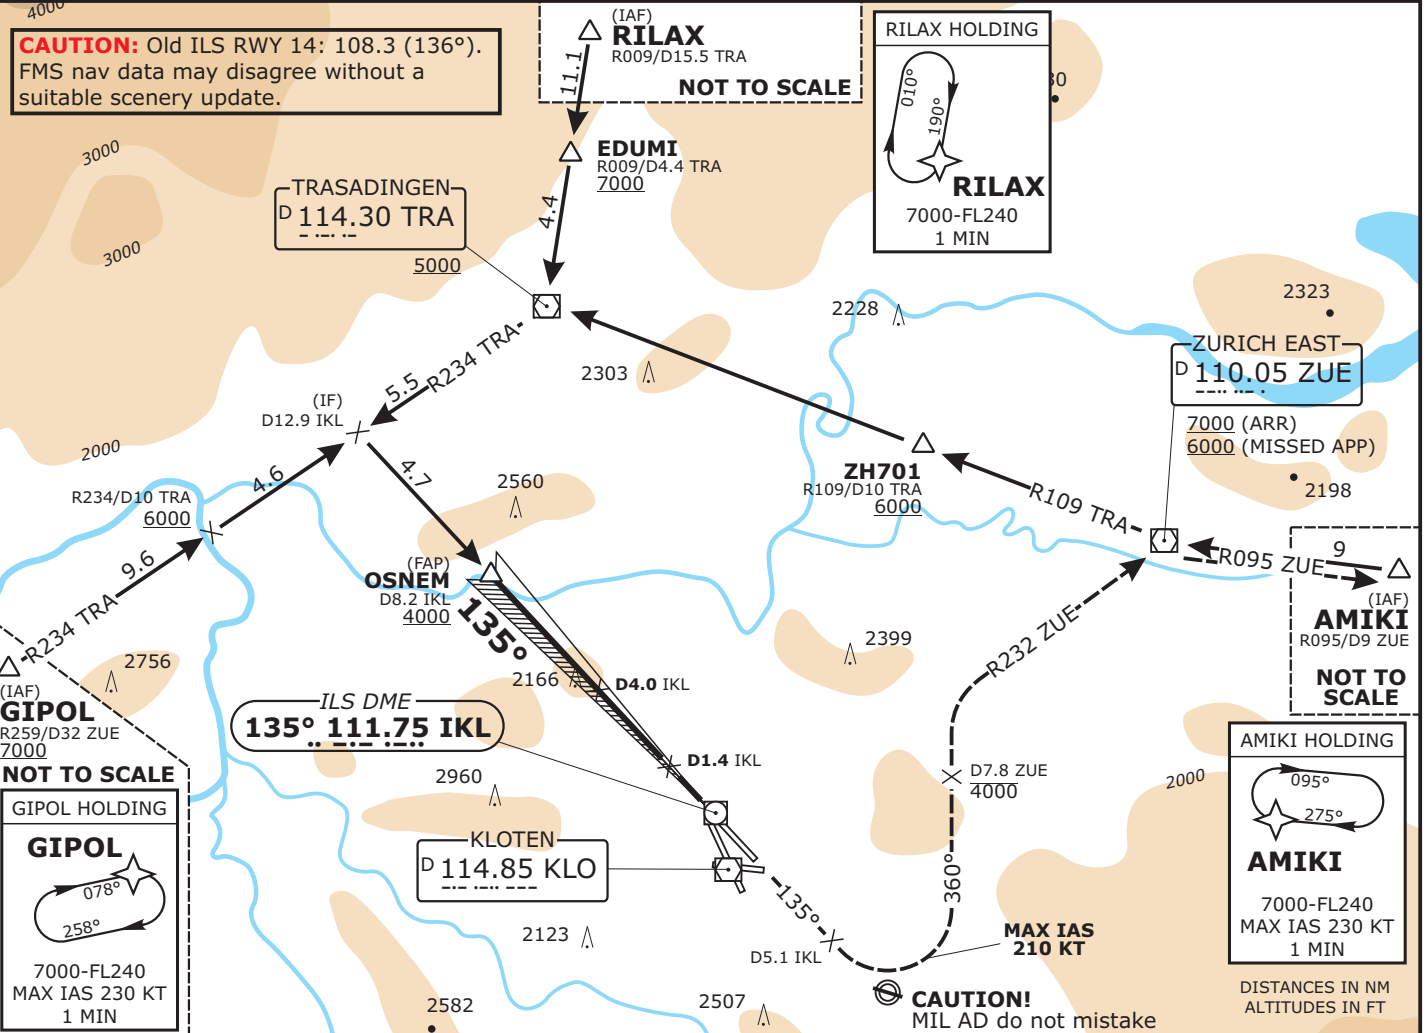 4000
CAUTION: Old ILS RWY 14: 108.3 (136°).
FMS nav data may disagree without a
suitable scenery update.
(IAF)
RILAX
R009/D15.5 TRA
NOT TO SCALE
11.1
RILAX HOLDING
010°
190°
RILAX
7000-FL240
1 MIN
3000
EDUMI
R009/D4.4 TRA
7000
4.4
TRASADINGEN
D 114.30 TRA
5000
3000
2228
2323
2303
ZURICH EAST
D 110.05 ZUE
7000 (ARR)
6000 (MISSED APP)
R234 TRA
5.5
(IF)
D12.9 IKL
2000
4.6
4.7
R234/D10 TRA
6000
2560
ZH701
R109/D10 TRA
6000
R109 TRA
2198
9.6
R234 TRA
(FAP)
OSNEM
D8.2 IKL
4000
135°
9
R095 ZUE
(IAF)
AMIKI
R095/D9 ZUE
NOT TO
SCALE
2756
2399
R232 ZUE
2166
D4.0 IKL
(IAF)
GIPOL
R259/D32 ZUE
7000
NOT TO SCALE
ILS DME
135° 111.75 IKL
D1.4 IKL
2960
D7.8 ZUE
4000
2000
AMIKI HOLDING
095°
275°
AMIKI
7000-FL240
MAX IAS 230 KT
1 MIN
GIPOL HOLDING
GIPOL
078°
258°
7000-FL240
MAX IAS 230 KT
1 MIN
KLOTEN
D 114.85 KLO
135°
360°
2123
D5.1 IKL
MAX IAS
210 KT
2582
2507
CAUTION!
MIL AD do not mistake
DISTANCES IN NM
ALTITUDES IN FT